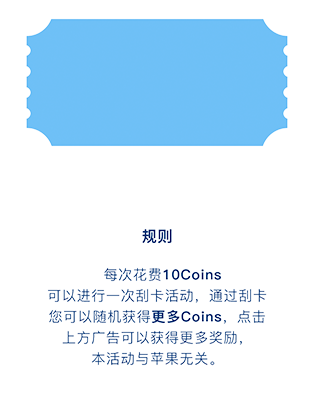 规则
每次花费10Coins
可以进行一次刮卡活动，通过刮卡
您可以随机获得更多Coins，点击
上方广告可以获得更多奖励，
本活动与苹果无关。